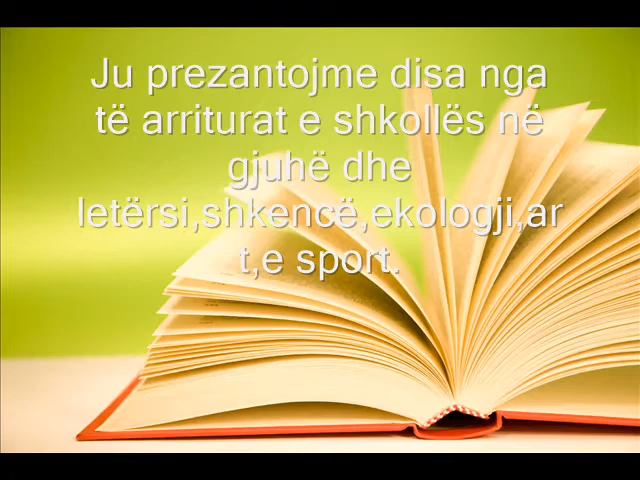 Ju prezantojme disa nga
të arriturat e shkollës në
gjuhë dhe
letërsi,shkencë,ekologji,ar
t,e sport.